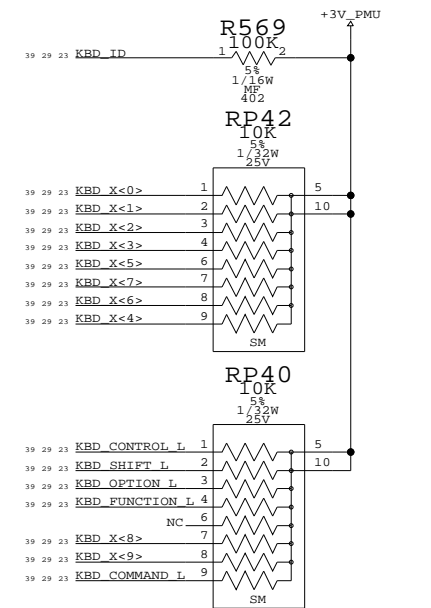 +3V_PMU
R569
100K
39 29 23 KBD_ID 1 2
5%
1/16W
MF
402
RP42
10K
5%
1/32W
25V
39 29 23 KBD_X<0> 1 5
39 29 23 KBD_X<1> 2 10
39 29 23 KBD_X<2> 3
39 29 23 KBD_X<3> 4
39 29 23 KBD_X<5> 6
39 29 23 KBD_X<7> 7
39 29 23 KBD_X<6> 8
39 29 23 KBD_X<4> 9
SM
RP40
10K
5%
1/32W
25V
39 29 23 KBD_CONTROL_L 1 5
39 29 23 KBD_SHIFT_L 2 10
39 29 23 KBD_OPTION_L 3
39 29 23 KBD_FUNCTION_L 4
NC 6
39 29 23 KBD_X<8> 7
39 29 23 KBD_X<9> 8
39 29 23 KBD_COMMAND_L 9
SM